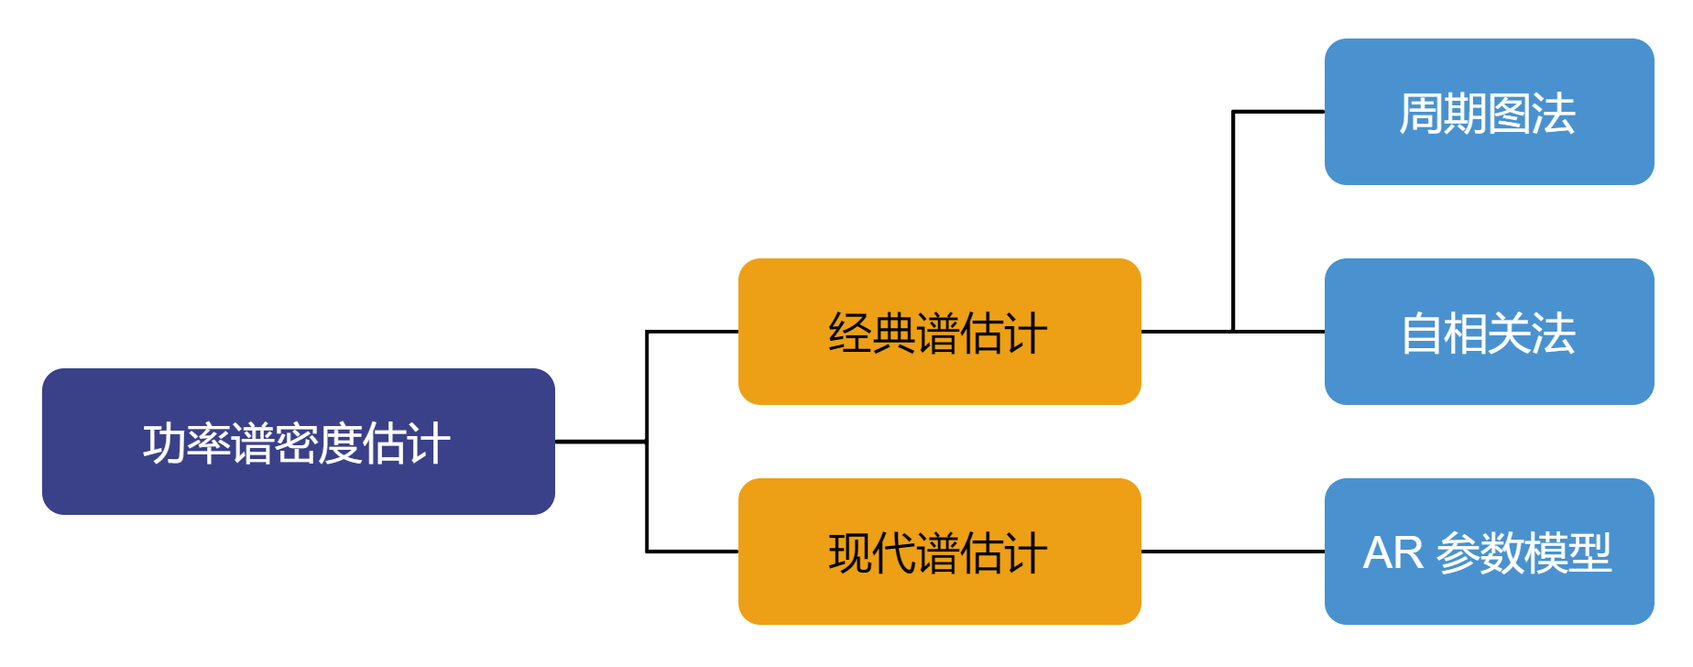 周期图法
经典谱估计
自相关法
功率谱密度估计
现代谱估计
AR 参数模型